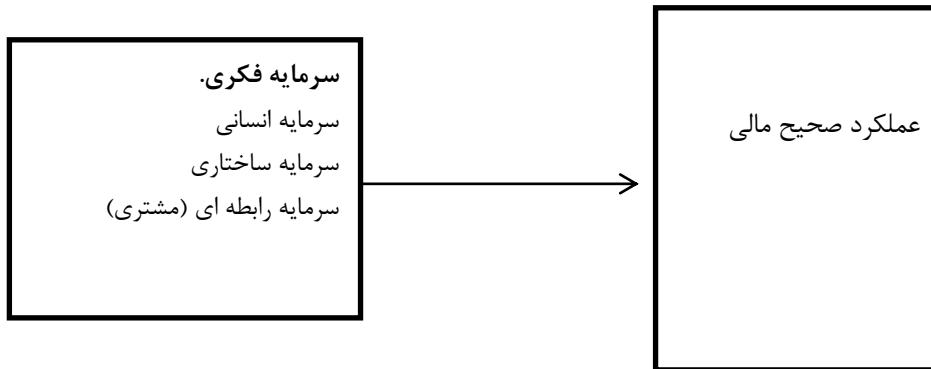 سرمایه فکری.
سرمایه انسانی
سرمایه ساختاری
سرمایه رابطه ای (مشتری)
عملکرد صحیح مالی